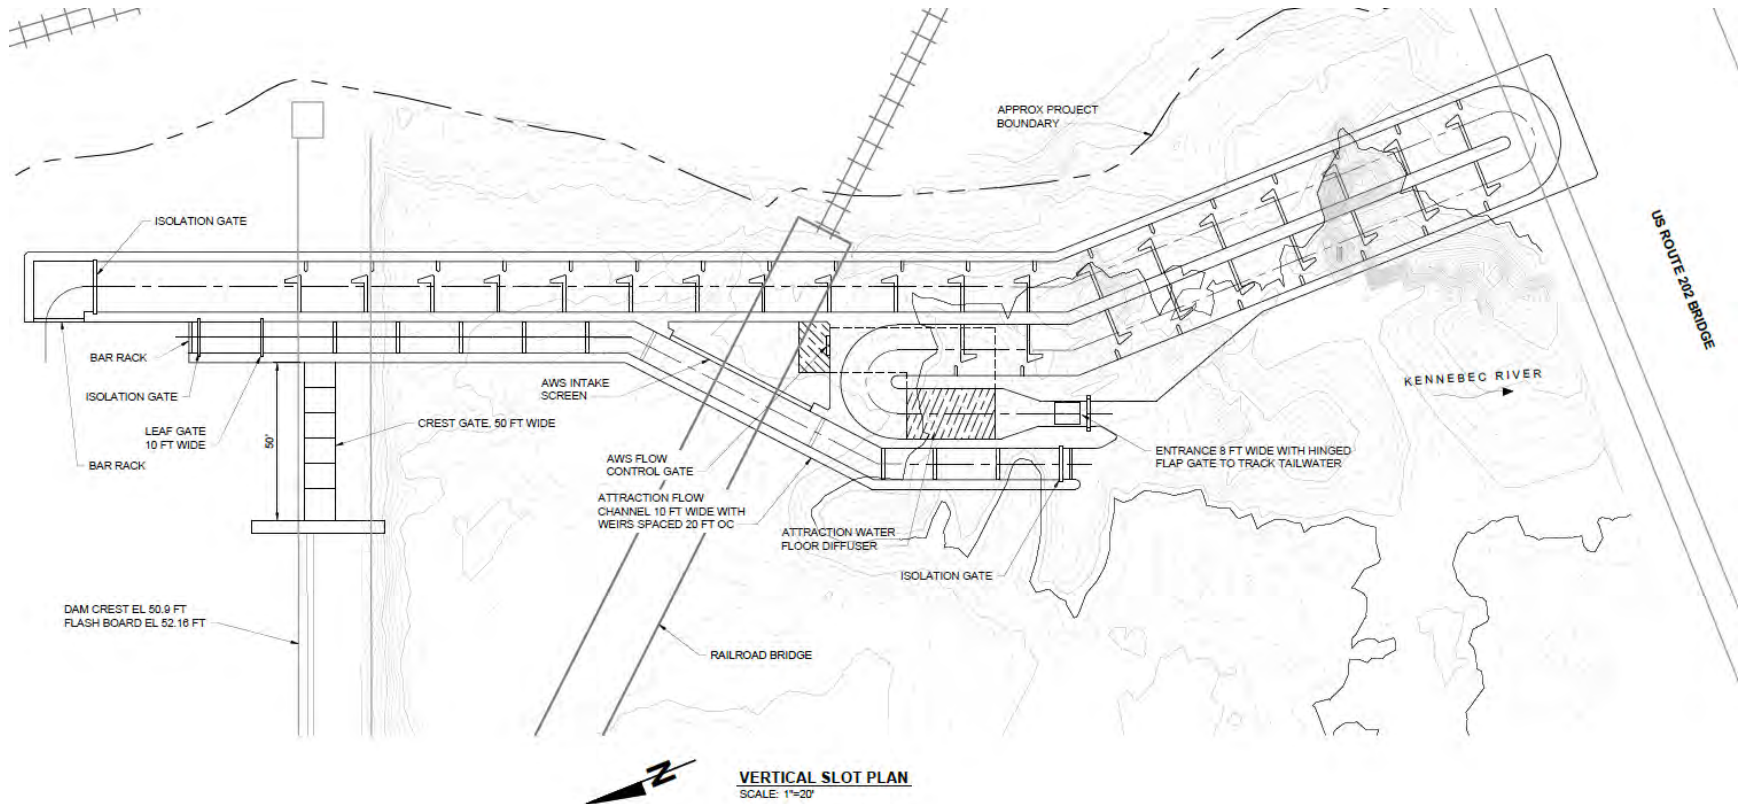 APPROX PROJECT
BOUNDARY
ISOLATION GATE
US ROUTE 202 BRIDGE
BAR RACK
ISOLATION GATE
LEAF GATE
10 FT WIDE
BAR RACK
50'
CREST GATE, 50 FT WIDE
AWS INTAKE
SCREEN
AWS FLOW
CONTROL GATE
ATTRACTION FLOW
CHANNEL 10 FT WIDE WITH
WEIRS SPACED 20 FT OC
KENNEBEC RIVER
ENTRANCE 8 FT WIDE WITH HINGED
FLAP GATE TO TRACK TAILWATER
ATTRACTION WATER
FLOOR DIFFUSER
ISOLATION GATE
DAM CREST EL 50.9 FT
FLASH BOARD EL 52.16 FT
RAILROAD BRIDGE
N
VERTICAL SLOT PLAN
SCALE: 1"=20'